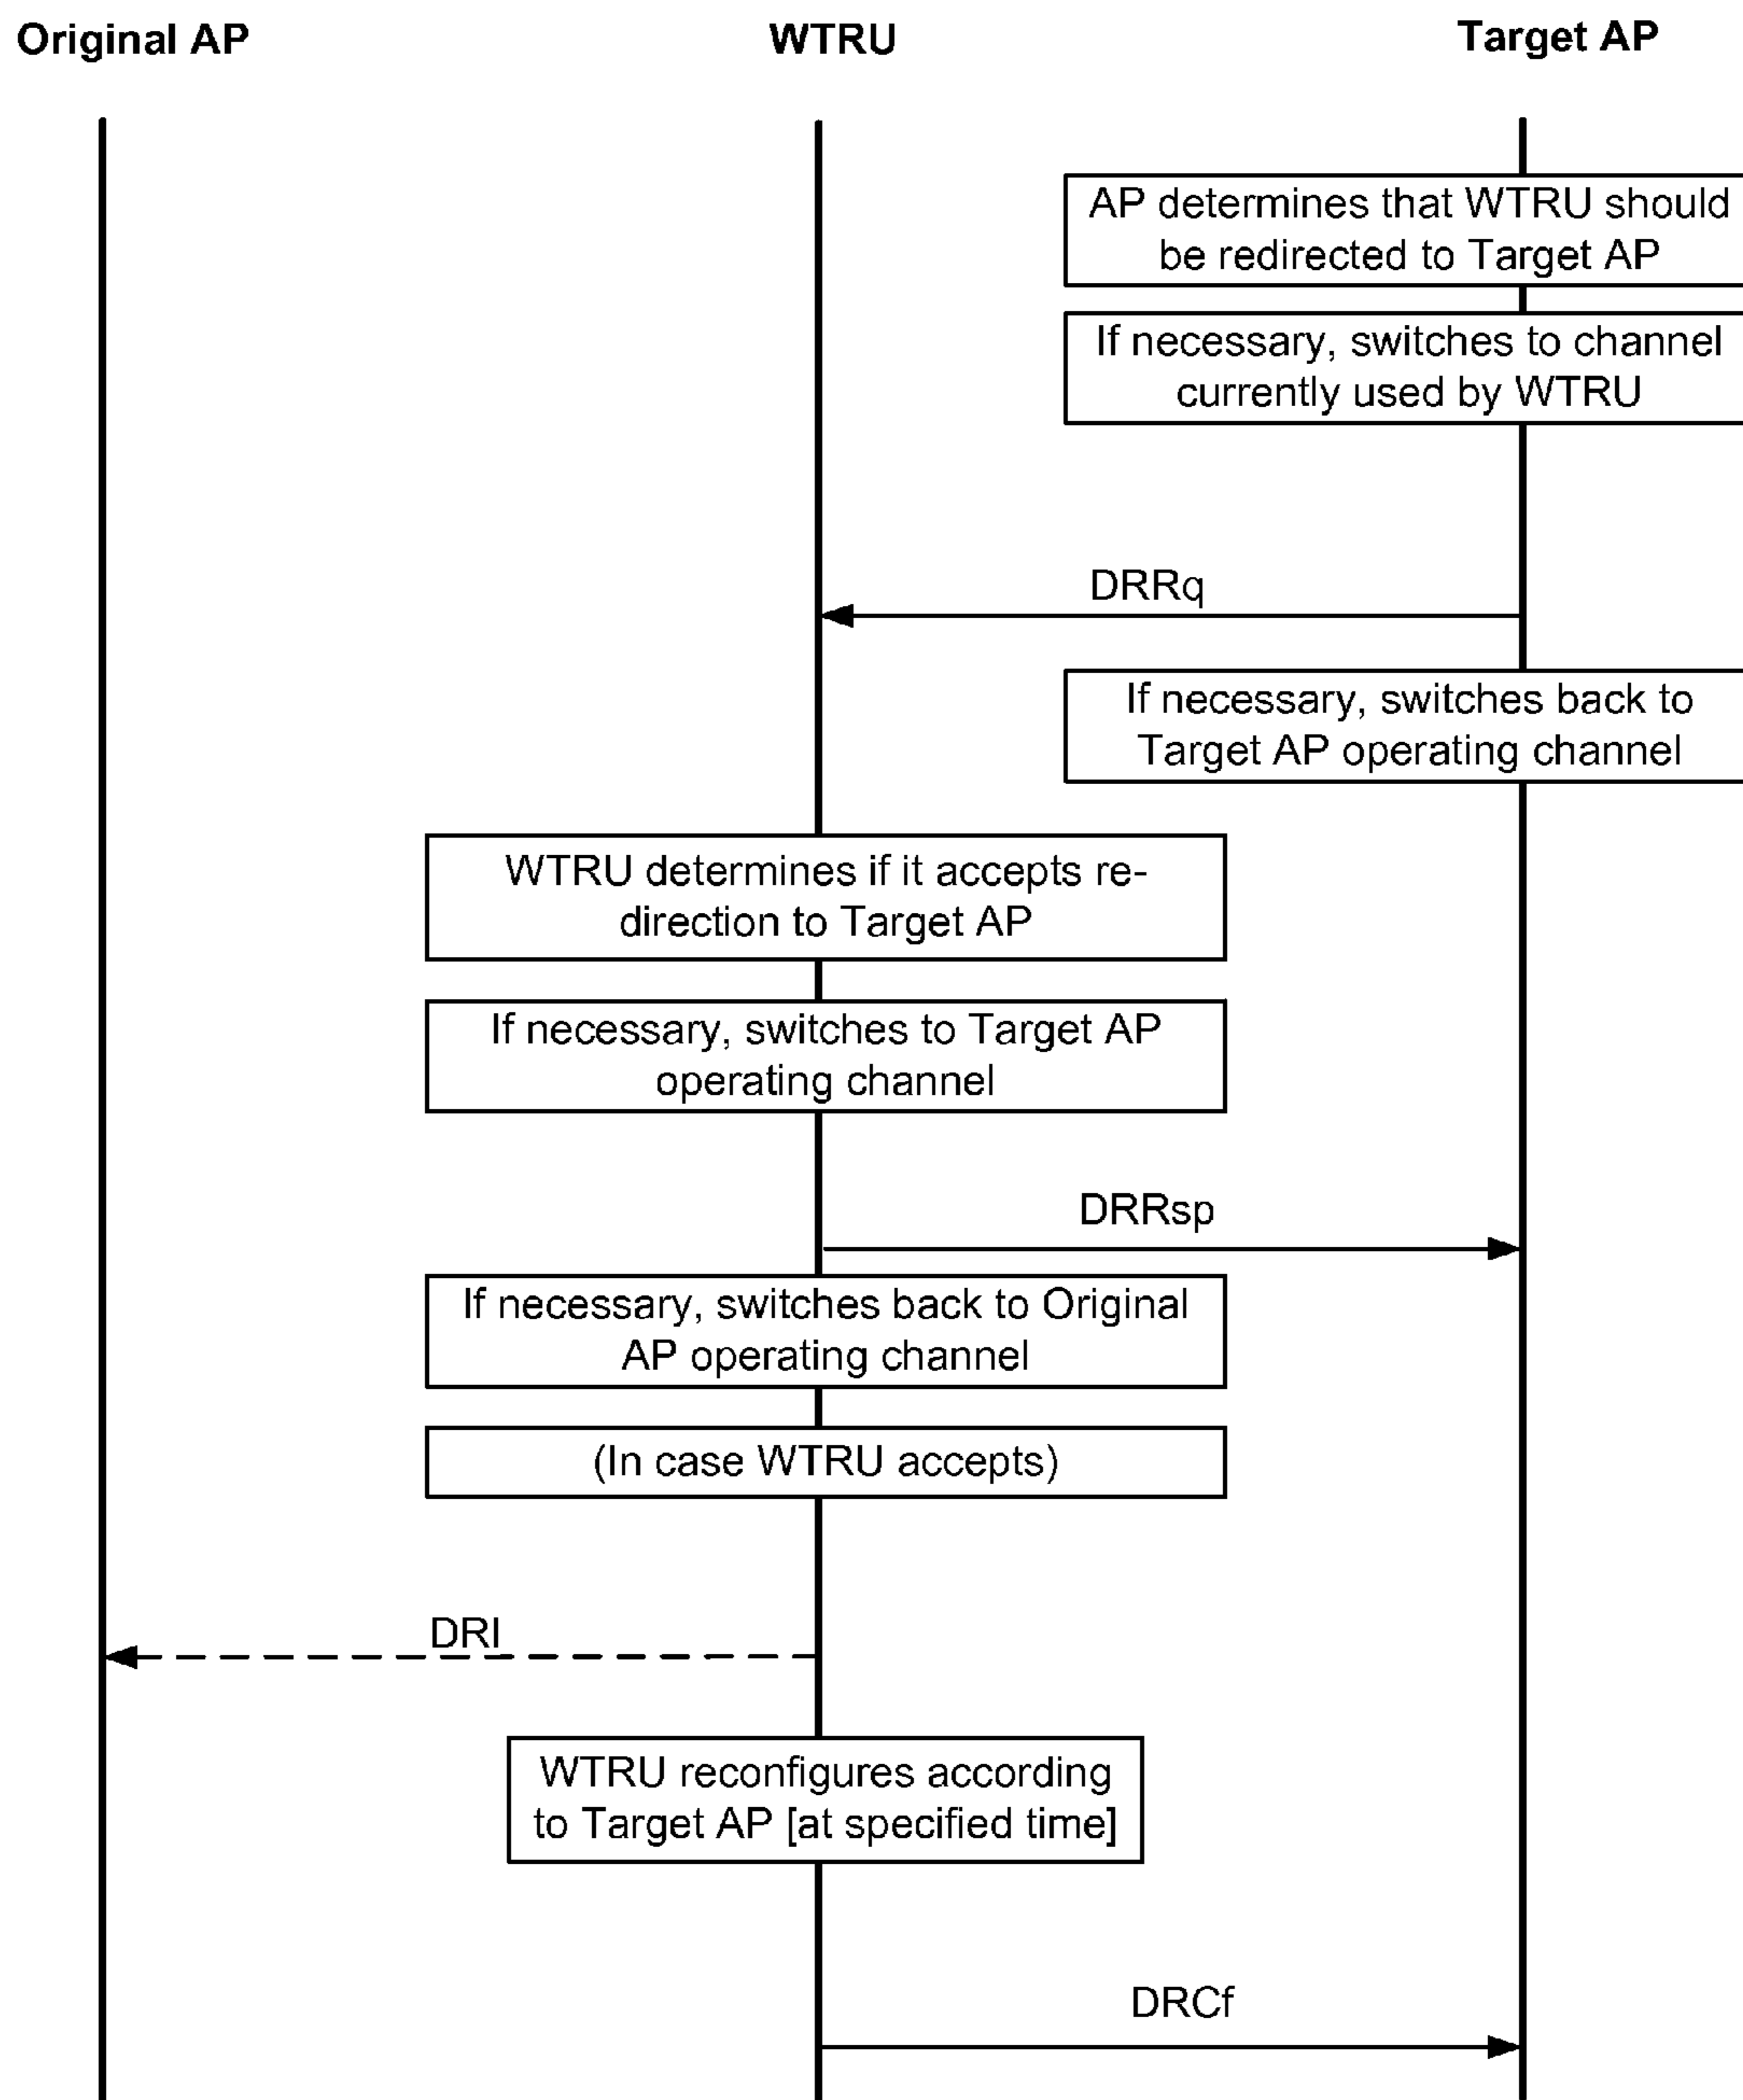 Original AP
WTRU
Target AP
AP determines that WTRU should
be redirected to Target AP
If necessary, switches to channel
currently used by WTRU
DRRq
If necessary, switches back to
Target AP operating channel
WTRU determines if it accepts re-
direction to Target AP
If necessary, switches to Target AP
operating channel
DRRsp
If necessary, switches back to Original
AP operating channel
(In case WTRU accepts)
DRI
WTRU reconfigures according
to Target AP [at specified time]
DRCf